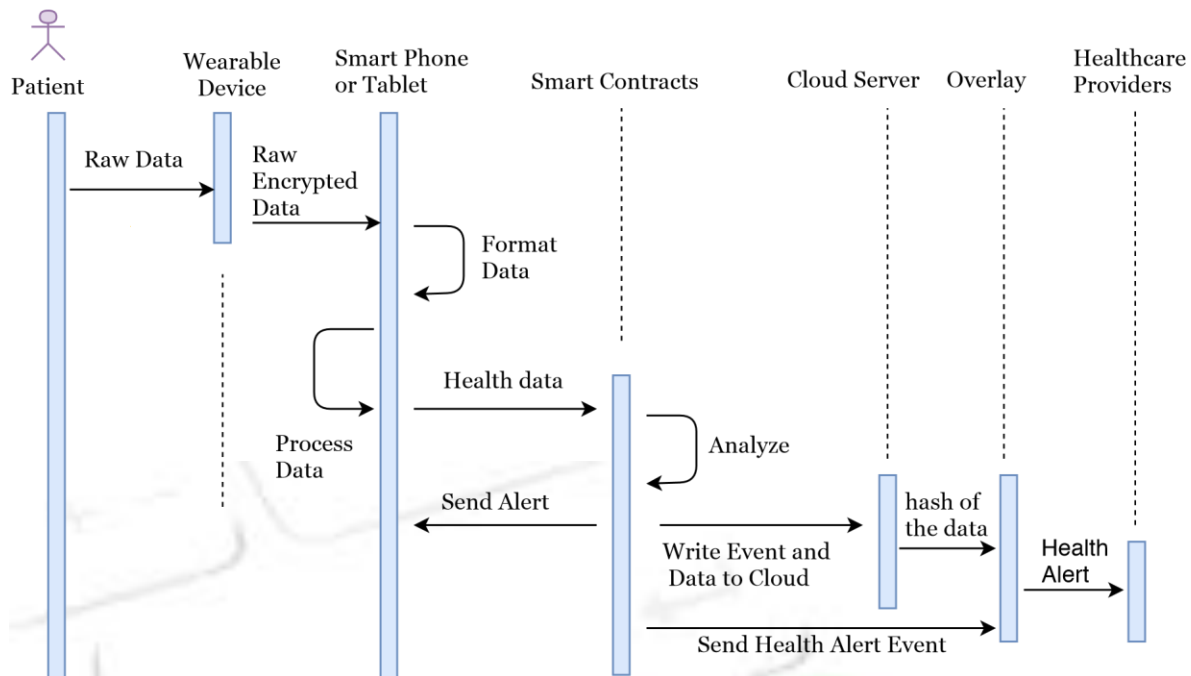 Patient
Wearable
Device
Smart Phone
or Tablet
Smart Contracts
Cloud Server
Overlay
Healthcare
Providers
Raw Data
Raw
Encrypted
Data
Format
Data
Process
Data
Health data
Analyze
Send Alert
Write Event and
Data to Cloud
hash of
the data
Health
Alert
Send Health Alert Event